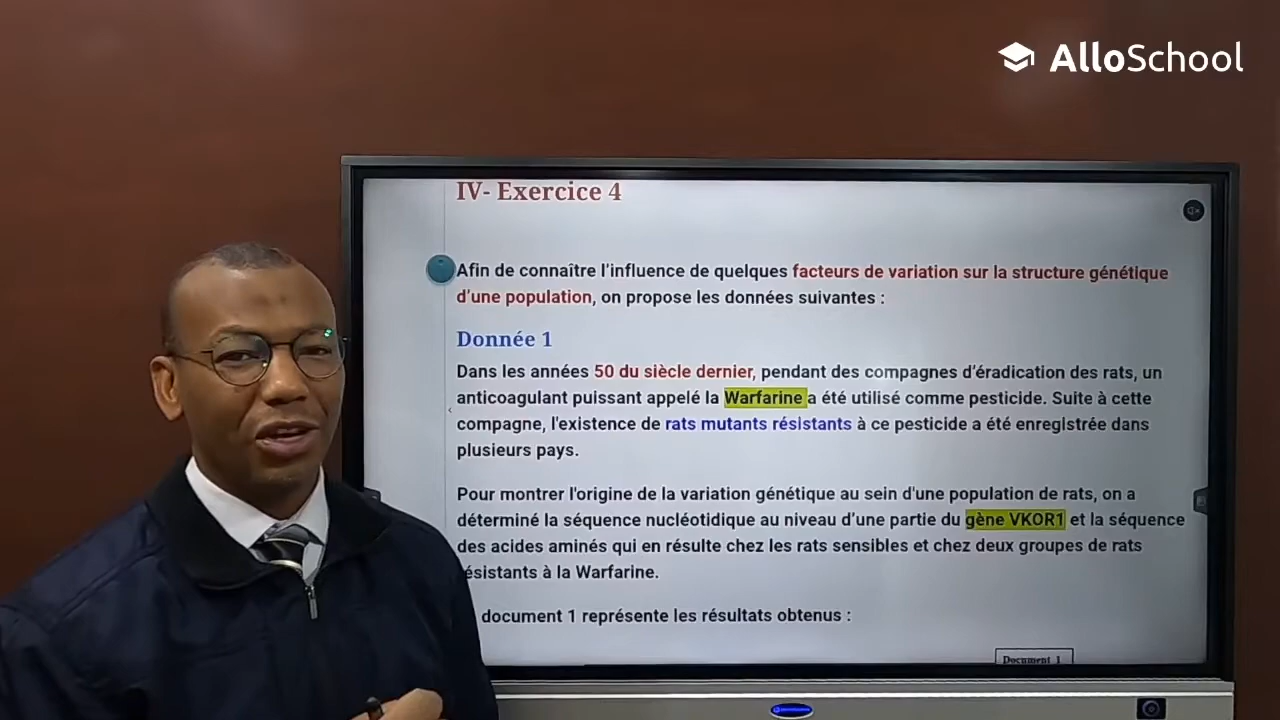 AlloSchool
IV- Exercice 4
Afin de connaître l'influence de quelques facteurs de variation sur la structure génétique
d'une population, on propose les données suivantes :
Donnée 1
Dans les années 50 du siècle dernier, pendant des compagnes d'éradication des rats, un
anticoagulant puissant appelé la Warfarine a été utilisé comme pesticide. Suite à cette
compagne, l'existence de rats mutants résistants à ce pesticide a été enregistrée dans
plusieurs pays.
Pour montrer l'origine de la variation génétique au sein d'une population de rats, on a
déterminé la séquence nucléotidique au niveau d'une partie du gène VKOR1 et la séquence
des acides aminés qui en résulte chez les rats sensibles et chez deux groupes de rats
ésistants à la Warfarine.
document 1 représente les résultats obtenus :
Document 1